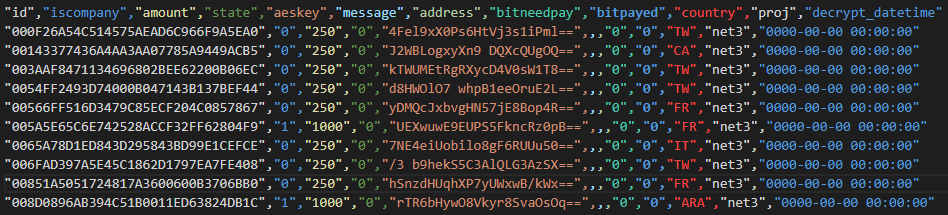 "id","iscompany","amount","state","aeskey","message","address","bitneedpay","bitpayed","country","proj","decrypt_datetime"
"000F26A54C514575AEAD6C966F9A5EA0","0","250","0","4Fel9xX0Ps6HtVj3s1iPml==",,,"0","0","TW","net3","0000-00-00 00:00:00"
"00143377436A4AA3AA07785A9449ACB5","0","250","0","J2WBLogxyXn9 DQXcQUgOQ==",,,"0","0","CA","net3","0000-00-00 00:00:00"
"003AAF8471134696802BEE62200B06EC","0","250","0","kTWUMEtRgRXycD4V0sW1T8==",,,"0","0","TW","net3","0000-00-00 00:00:00"
"0054FF2493D74000B047143B137BEF44","0","250","0","d8HWOlO7 whpB1eeOruE2L==",,,"0","0","TW","net3","0000-00-00 00:00:00"
"00566FF516D3479C85ECF204C0857867","0","250","0","yDMQcJxbvgHN57jE8Bop4R==",,,"0","0","FR","net3","0000-00-00 00:00:00"
"005A5E65C6E742528ACCF32FF62804F9","1","1000","0","UEXwuwE9EUPS5FkncRz0pB==",,,"0","0","FR","net3","0000-00-00 00:00:00"
"0065A78D1ED843D295843BD99E1CEFCE","0","250","0","7NE4eiUobilo8gF6RUUu50==",,,"0","0","IT","net3","0000-00-00 00:00:00"
"006FAD397A5E45C1862D1797EA7FE408","0","250","0","/3 b9hekS5C3AlQLG3AzSX==",,,"0","0","TW","net3","0000-00-00 00:00:00"
"00851A5051724817A3600600B3706BB0","0","250","0","hSnzdHUqhXP7yUWxwB/kWx==",,,"0","0","FR","net3","0000-00-00 00:00:00"
"008D0896AB394C51B0011ED63824DB1C","1","1000","0","rTR6bHywO8Vkyr8SvaOsOq==",,,"0","0","ARA","net3","0000-00-00 00:00:00"